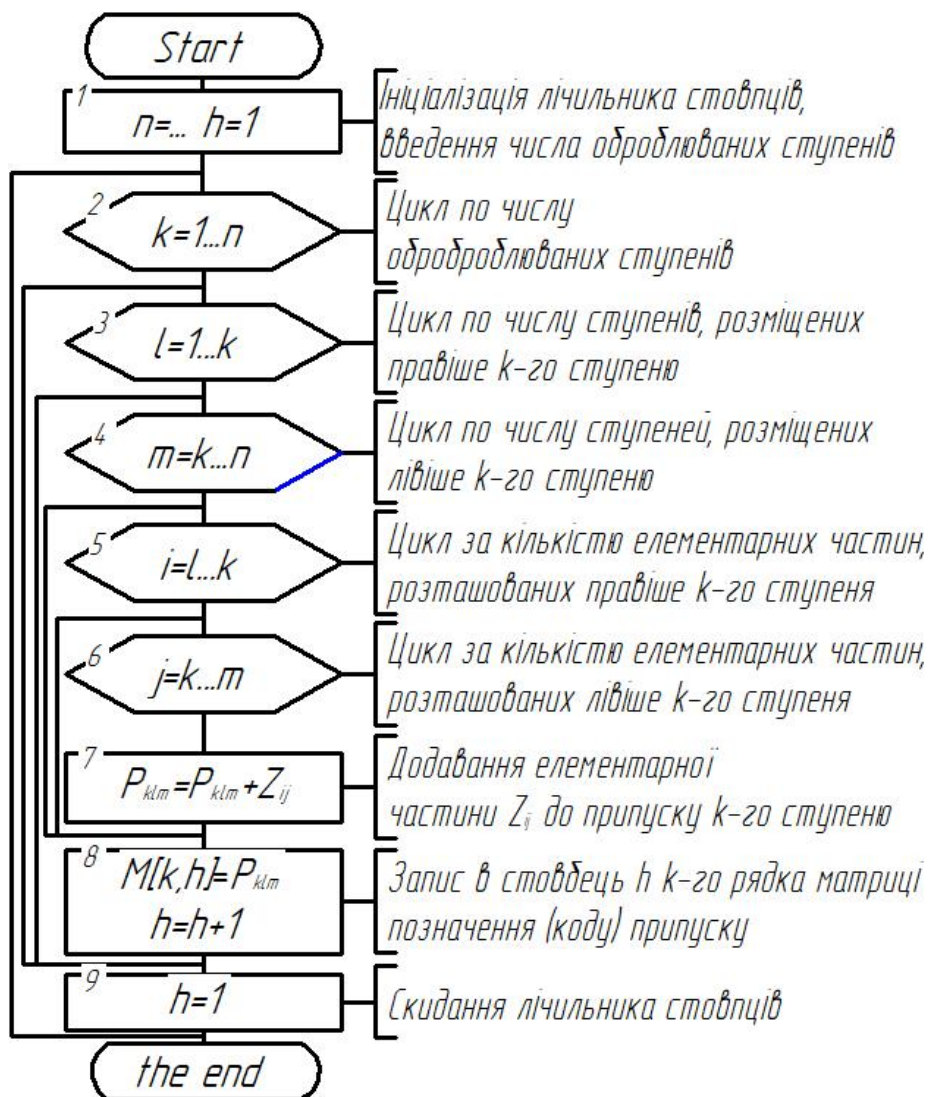 Start
1
n=... h=1
Ініціалізація лічильника стовпців,
введення числа оброблюваних ступенів
2
k=1...n
Цикл по числу
обробробл​юваних ступенів
3
l=1...k
Цикл по числу ступенів, розміщених
правіше k-го ступеню
4
m=k...n
Цикл по числу ступеней, розміщених
лівіше k-го ступеню
5
i=l...k
Цикл за кількістю елементарних частин,
розташованих правіше k-го ступеня
6
j=k...m
Цикл за кількістю елементарних частин,
розташованих лівіше k-го ступеня
7
Pklm=Pklm+Zij
Додавання елементарної
частини Zij до припуску k-го ступеню
8
M[k,h]=Pklm
h=h+1
Запис в стовбець h k-го рядка матриці
позначення (коду) припуску
9
h=1
Скидання лічильника стовпців
the end